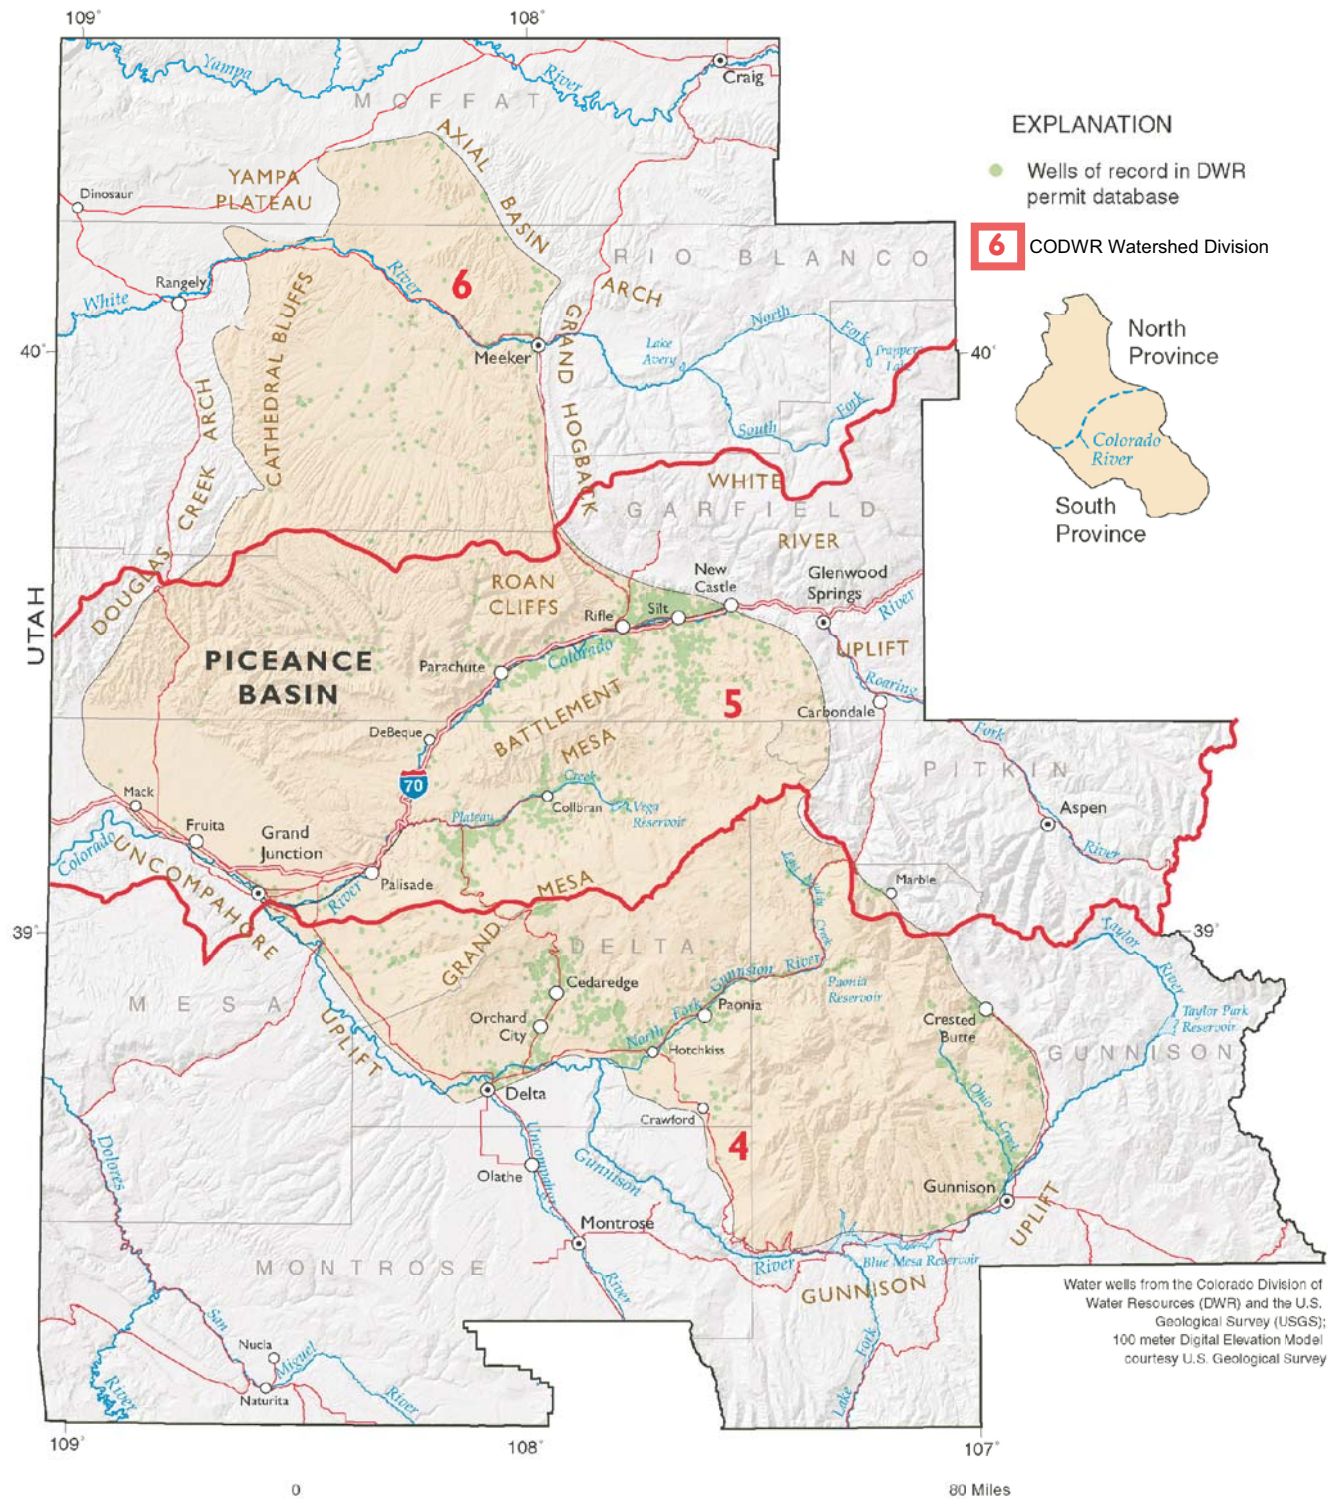 109°
108°
Yampa
River
Craig
MOFFAT
EXPLANATION
AXIAL
BASIN
ARCH
Wells of record in DWR
permit database
YAMPA
PLATEAU
Dinosaur
6
CODWR Watershed Division
RIO BLANCO
6
River
Rangely
White
CATHEDRAL BLUFFS
GRAND HOGBACK
North
Fork
Trappers
Lake
Lake
Avery
North
Province
40°
40°
Meeker
South
Fork
Colorado
River
South
Province
DOUGLAS
CREEK
ARCH
WHITE
RIVER
UPLIFT
GARFIELD
ROAN
CLIFFS
New
Castle
Glenwood
Springs
River
Silt
Rifle
UTAH
PICEANCE
BASIN
Parachute
Colorado
Roaring
5
BATTLEMENT
MESA
Carbondale
DeBeque
Fork
PITKIN
70
Mack
Creek
Collbran
Vega
Reservoir
Aspen
Plateau
Fruita
Grand
Junction
River
Colorado
Palisade
River
UNCOMPAHGRE
UPLIFT
GRAND
MESA
Marble
East
Muddy
Creek
39°
39°
Taylor
River
DELTA
MESA
Cedaredge
Gunnison River
Paonia
Reservoir
Taylor Park
Reservoir
Orchard
City
North Fork
Paonia
Crested
Butte
Hotchkiss
GUNNISON
Delta
Crawford
Ohio
Creek
4
Dolores
Uncompahgre
Olathe
Gunnison
Gunnison
UPLIFT
Montrose
River
Blue Mesa Reservoir
MONTROSE
GUNNISON
River
Water wells from the Colorado Division of
Water Resources (DWR) and the U.S.
Geological Survey (USGS);
100 meter Digital Elevation Model
courtesy U.S. Geological Survey
San
Miguel
River
Nucla
Naturita
River
Lake
Fork
109°
108°
107°
0
80 Miles